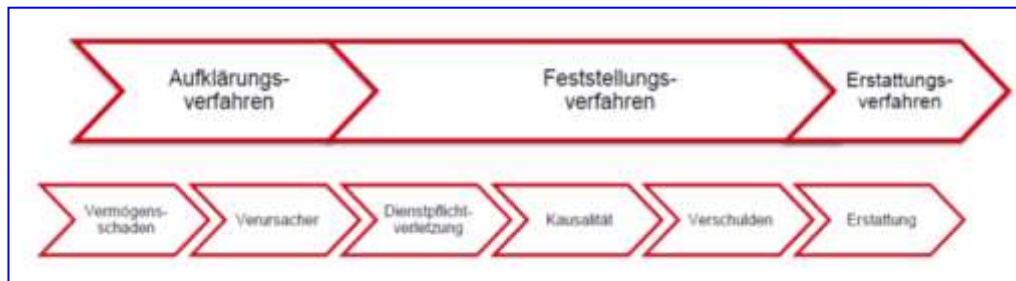 Aufklärungs-
verfahren
Feststellungs-
verfahren
Erstattungs-
verfahren
Vermögens-
schaden
Verursacher
Dienstpflicht-
verletzung
Kausalität
Verschulden
Erstattung